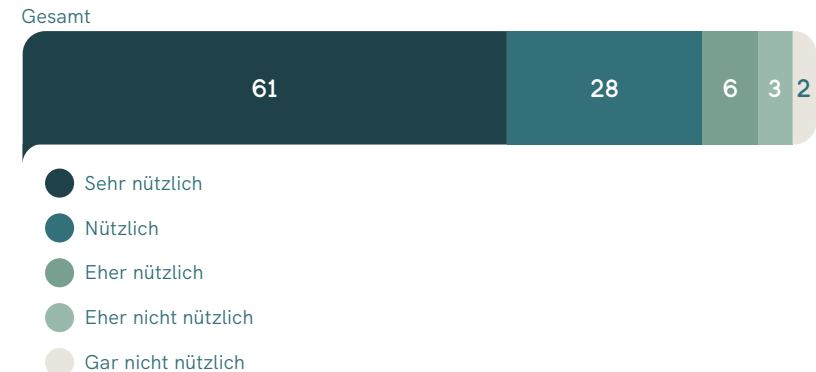 Gesamt
61 28 6 3 2
Sehr nützlich
Nützlich
Eher nützlich
Eher nicht nützlich
Gar nicht nützlich